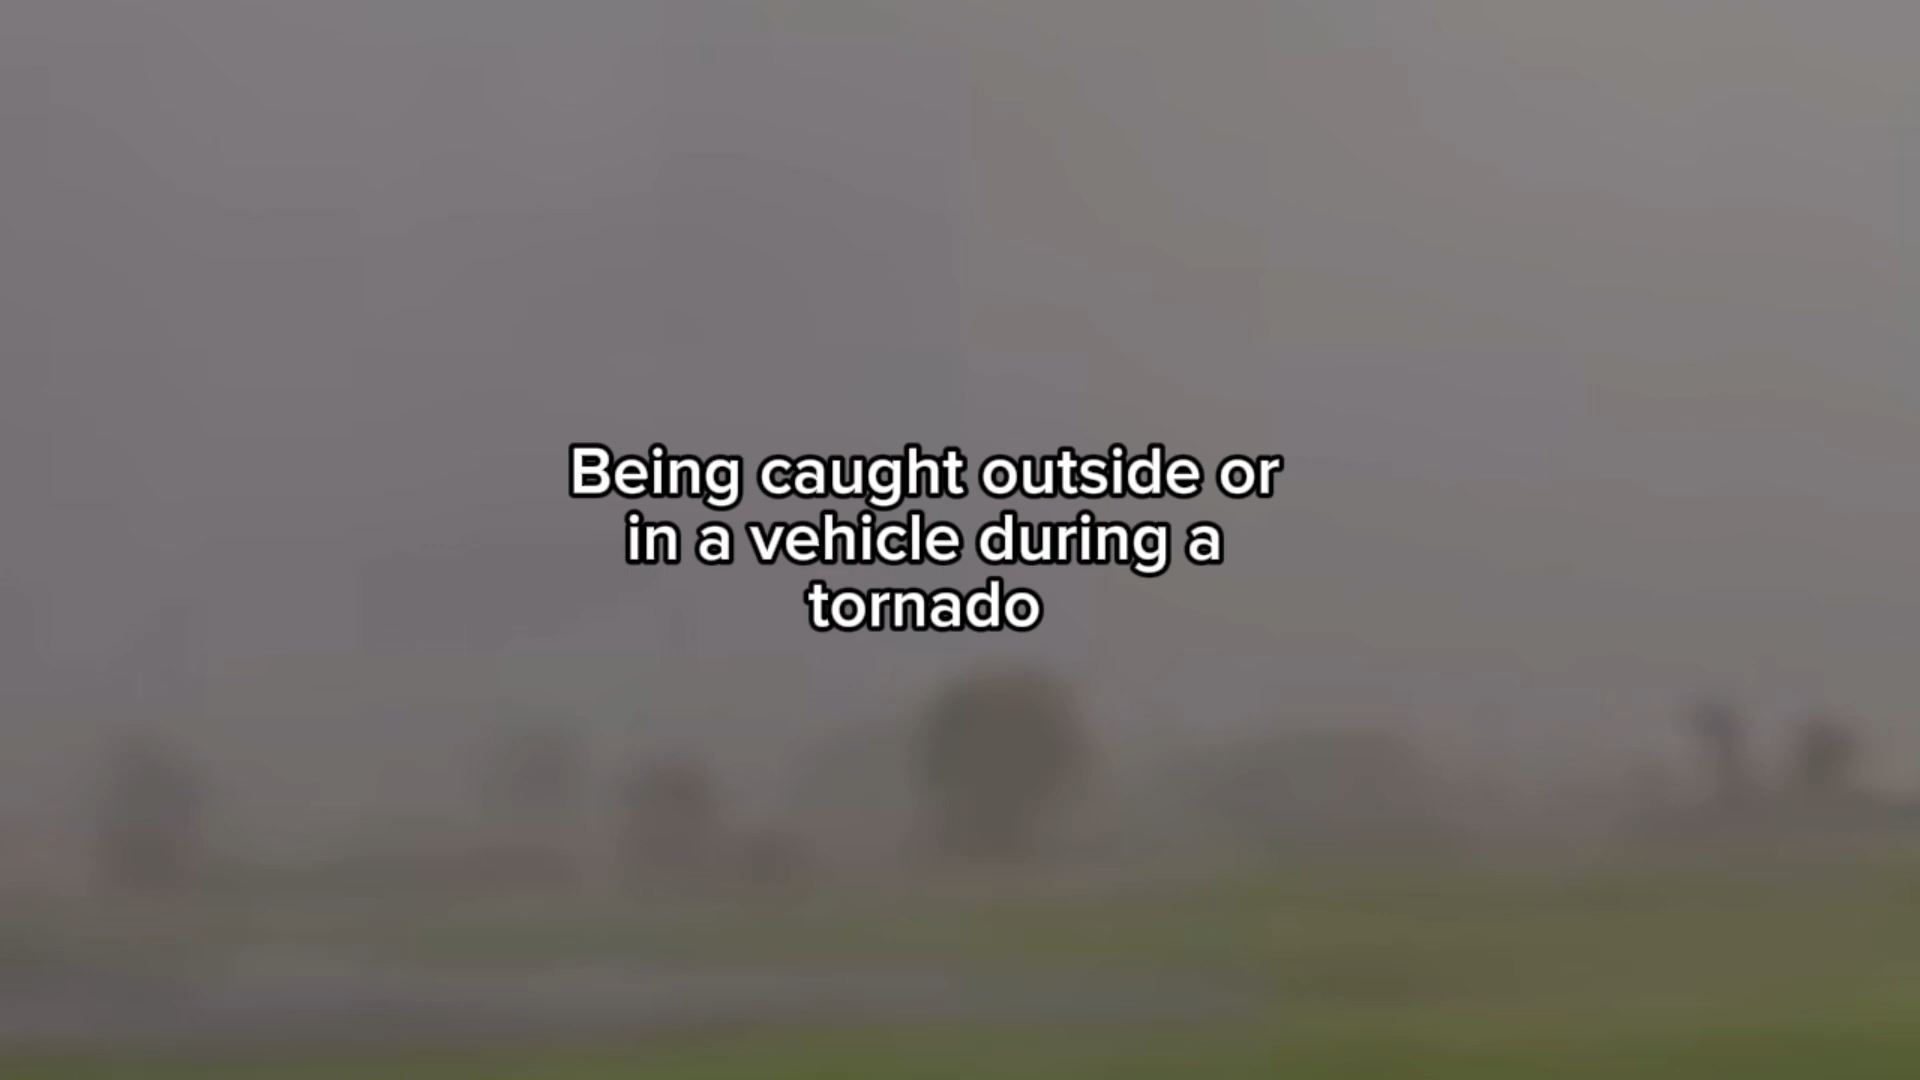 Being caught outside or
in a vehicle during a
tornado